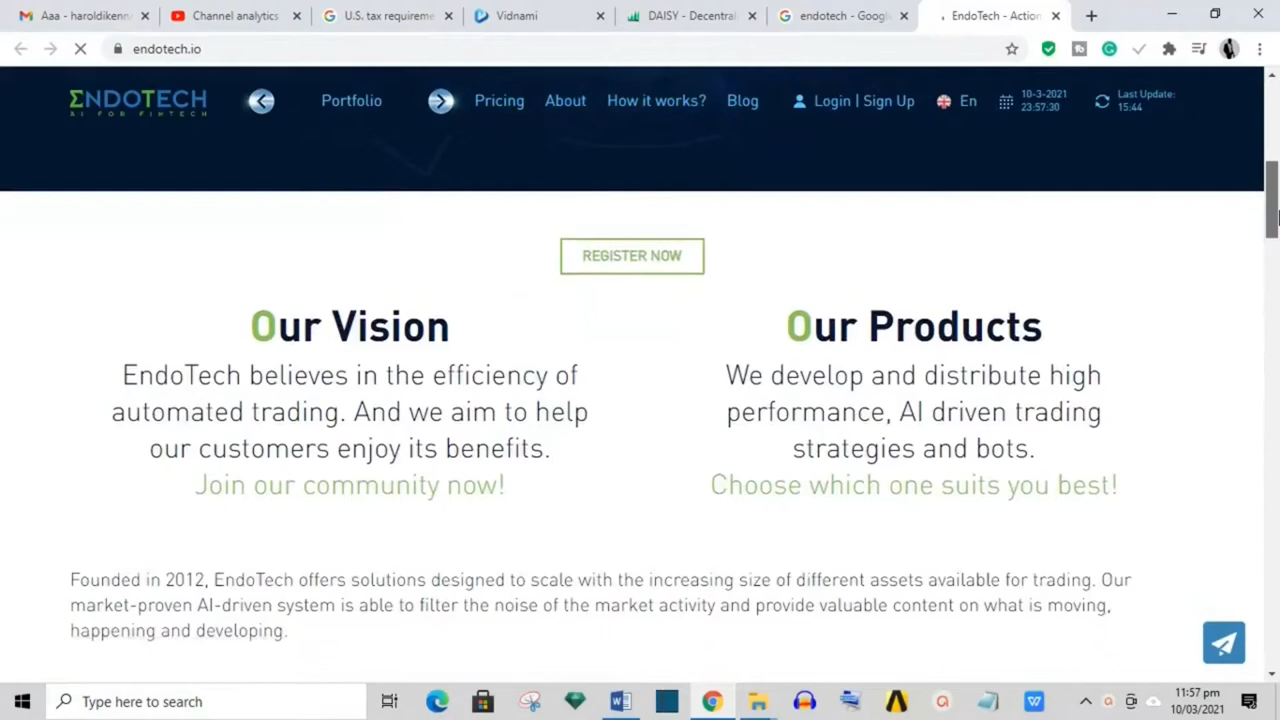 Aaa - haroldikenn
Channel analytics
U.S. tax requireme
Vidnami
DAISY - Decentral
endotech - Googl
EndoTech - Action
endotech.io
ΣNDOTECH
AI FOR FINTECH
Portfolio
Pricing
About
How it works?
Blog
Login | Sign Up
En
10-3-2021
23:57:30
Last Update:
15:44
REGISTER NOW
Our Vision
EndoTech believes in the efficiency of
automated trading. And we aim to help
our customers enjoy its benefits.
Join our community now!
Our Products
We develop and distribute high
performance, AI driven trading
strategies and bots.
Choose which one suits you best!
Founded in 2012, EndoTech offers solutions designed to scale with the increasing size of different assets available for trading. Our
market-proven AI-driven system is able to filter the noise of the market activity and provide valuable content on what is moving,
happening and developing.
Type here to search
11:57 pm
10/03/2021